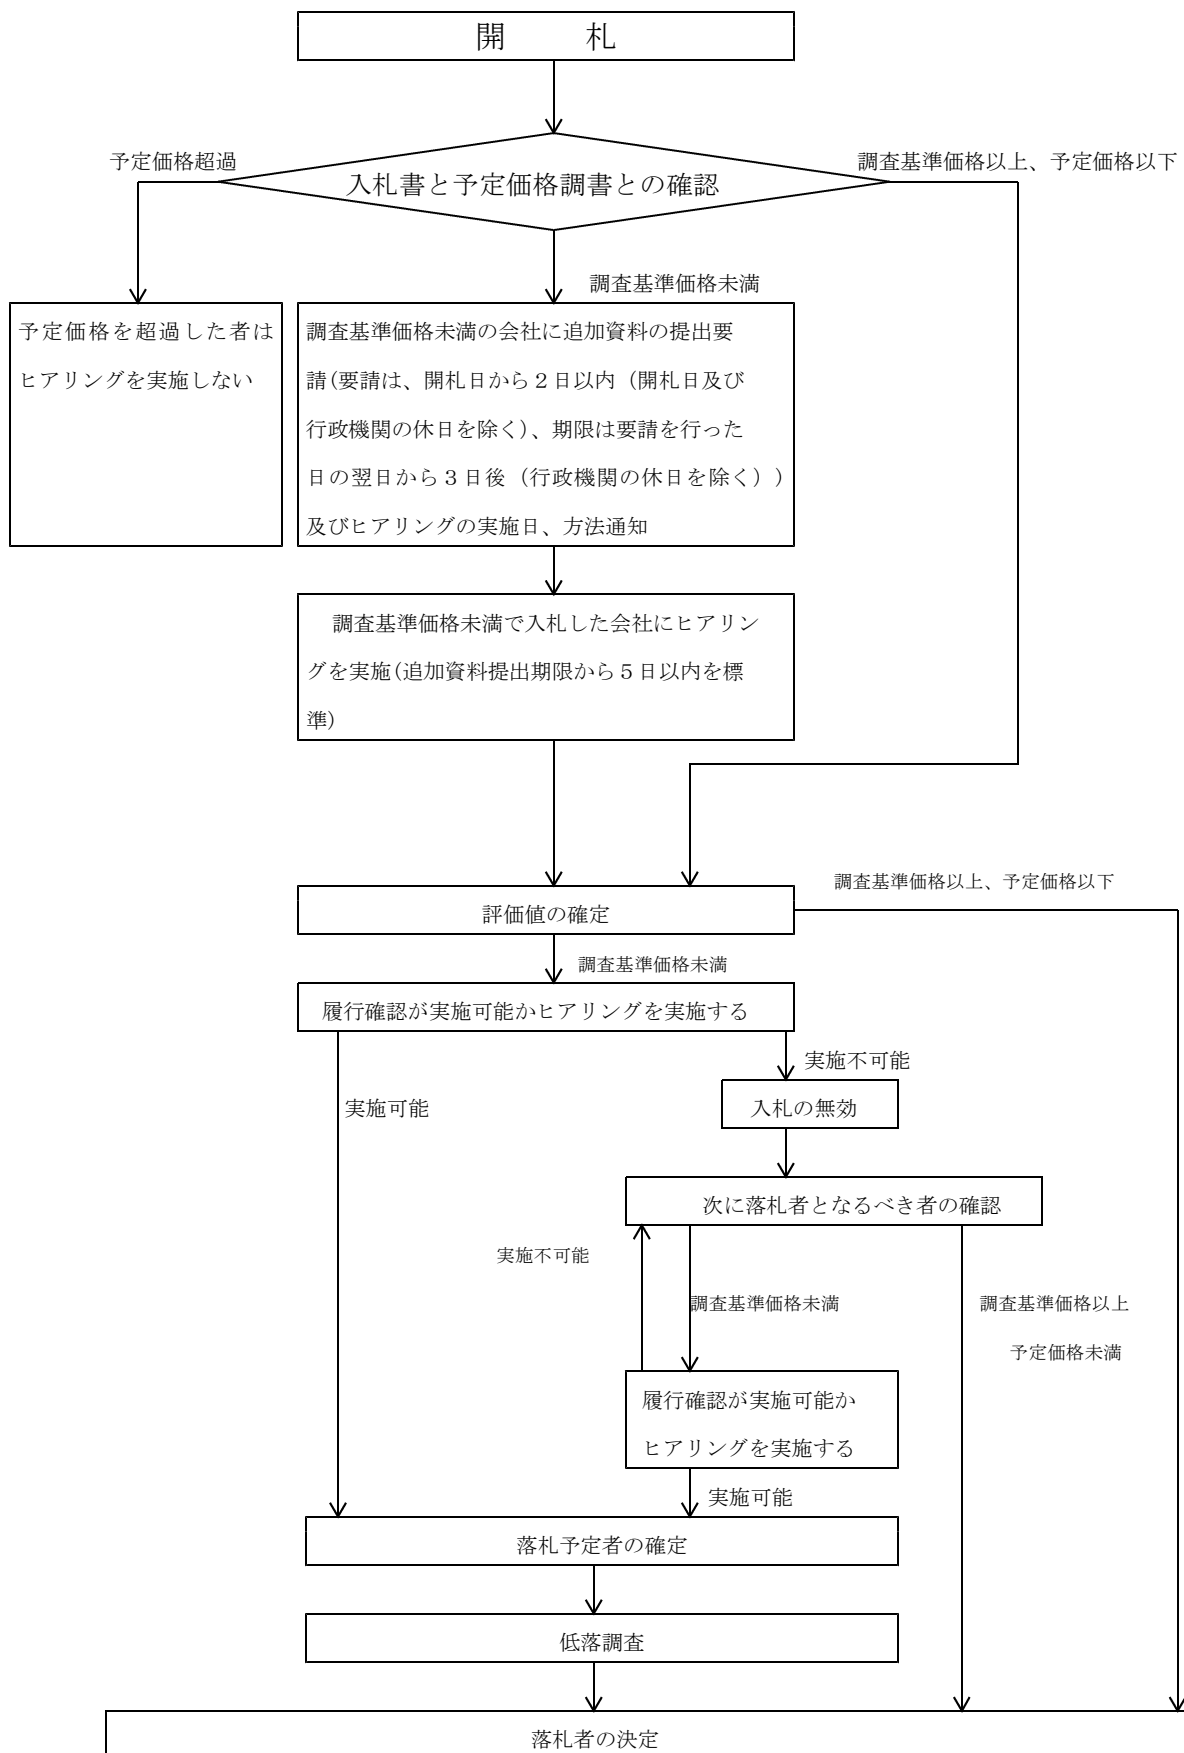 開　札
予定価格超過
調査基準価格以上、予定価格以下
入札書と予定価格調書との確認
調査基準価格未満
予定価格を超過した者は
ヒアリングを実施しない
調査基準価格未満の会社に追加資料の提出要
請(要請は、開札日から２日以内（開札日及び
行政機関の休日を除く)、期限は要請を行った
日の翌日から３日後（行政機関の休日を除く））
及びヒアリングの実施日、方法通知
調査基準価格未満で入札した会社にヒアリン
グを実施(追加資料提出期限から５日以内を標
準)
調査基準価格以上、予定価格以下
評価値の確定
調査基準価格未満
履行確認が実施可能かヒアリングを実施する
実施不可能
実施可能
入札の無効
次に落札者となるべき者の確認
実施不可能
調査基準価格未満
調査基準価格以上
予定価格未満
履行確認が実施可能か
ヒアリングを実施する
実施可能
落札予定者の確定
低落調査
落札者の決定